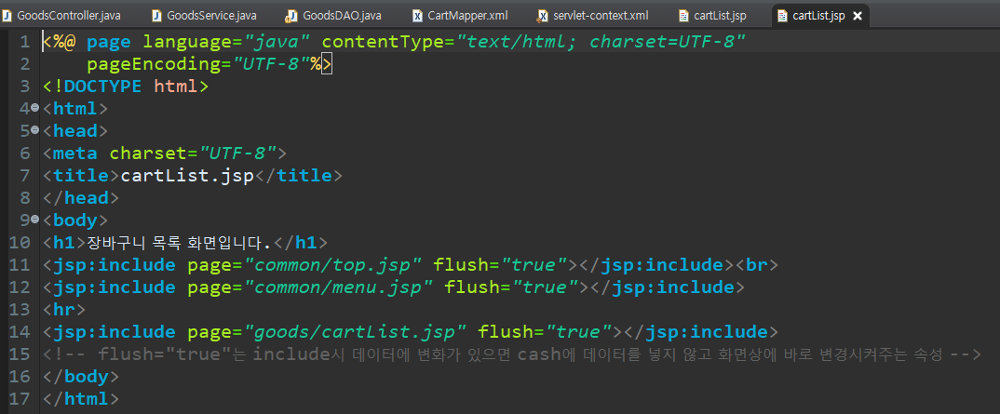 GoodsController.java GoodsService.java GoodsDAO.java CartMapper.xml servlet-context.xml cartList.jsp cartList.jsp
1 <%@ page language="java" contentType="text/html; charset=UTF-8"
2 pageEncoding="UTF-8"%>
3 <!DOCTYPE html>
4 <html>
5 <head>
6 <meta charset="UTF-8">
7 <title>cartList.jsp</title>
8 </head>
9 <body>
10 <h1>장바구니 목록 화면입니다.</h1>
11 <jsp:include page="common/top.jsp" flush="true"></jsp:include><br>
12 <jsp:include page="common/menu.jsp" flush="true"></jsp:include>
13 <hr>
14 <jsp:include page="goods/cartList.jsp" flush="true"></jsp:include>
15 <!-- flush="true"는 include시 데이터에 변화가 있으면 cash에 데이터를 넣지 않고 화면상에 바로 변경시켜주는 속성 -->
16 </body>
17 </html>